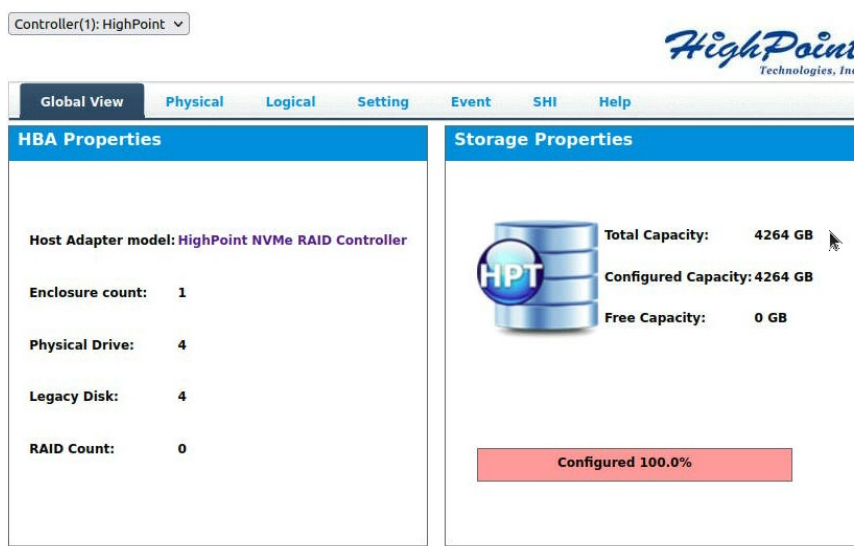 Controller(1): HighPoint
HighPoint
Technologies, Inc
Global View Physical Logical Setting Event SHI Help
HBA Properties
Host Adapter model: HighPoint NVMe RAID Controller
Enclosure count: 1
Physical Drive: 4
Legacy Disk: 4
RAID Count: 0
Storage Properties
HPT
Total Capacity: 4264 GB
Configured Capacity: 4264 GB
Free Capacity: 0 GB
Configured 100.0%